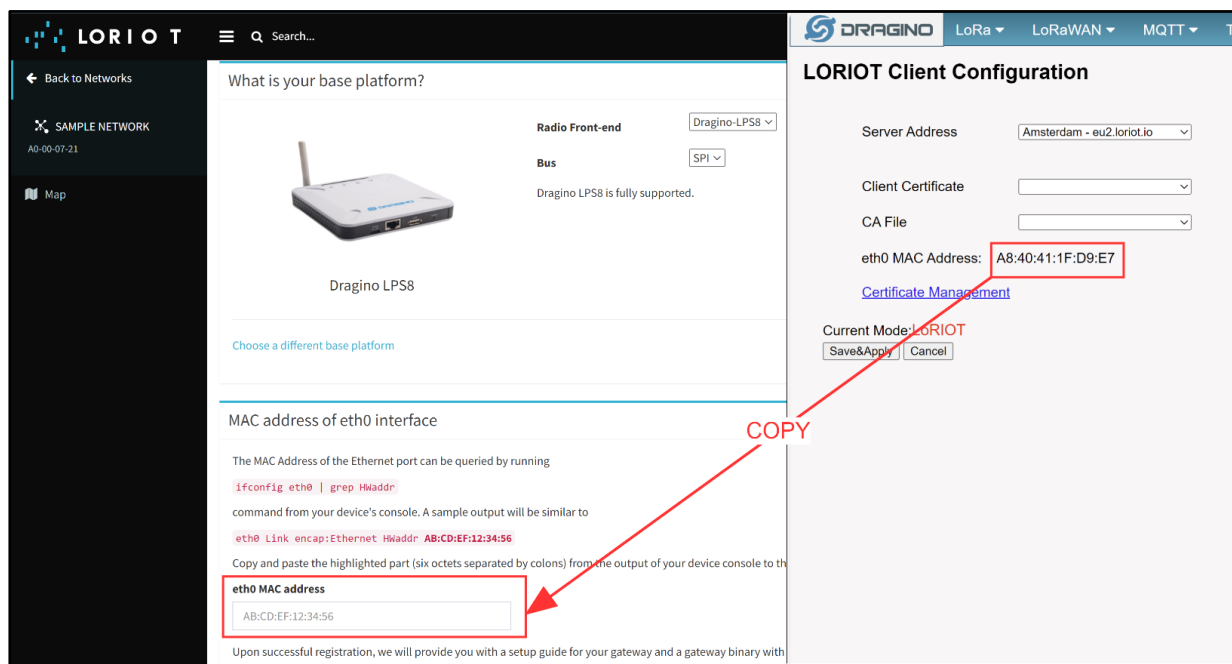 LORIOT
Search...
Back to Networks
SAMPLE NETWORK
A0-00-07-21
Map
What is your base platform?
Radio Front-end
Dragino-LPS8
Bus
SPI
Dragino LPS8 is fully supported.
DRAGINO
Dragino LPS8
Choose a different base platform
MAC address of eth0 interface
The MAC Address of the Ethernet port can be queried by running
ifconfig eth0 | grep HWaddr
command from your device's console. A sample output will be similar to
eth0 Link encap:Ethernet HWaddr AB:CD:EF:12:34:56
Copy and paste the highlighted part (six octets separated by colons) from the output of your device console to th
eth0 MAC address
AB:CD:EF:12:34:56
Upon successful registration, we will provide you with a setup guide for your gateway and a gateway binary with
COPY
DRAGINO
LoRa
LoRaWAN
MQTT
T
LORIOT Client Configuration
Server Address
Amsterdam - eu2.loriot.io
Client Certificate
CA File
eth0 MAC Address:
A8:40:41:1F:D9:E7
Certificate Management
Current Mode:LoRIOT
Save&Apply
Cancel